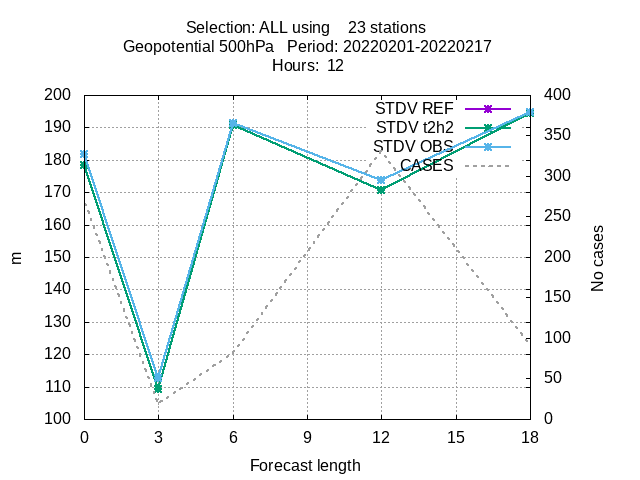 Selection: ALL using    23 stations
Geopotential 500hPa   Period: 20220201-20220217
Hours:  12
200 400
190 350
180 300
170 250
160 200
150 150
140 100
130 50
120 0
110
100
m
No cases
STDV REF
STDV t2h2
STDV OBS
CASES
0 3 6 9 12 15 18
Forecast length